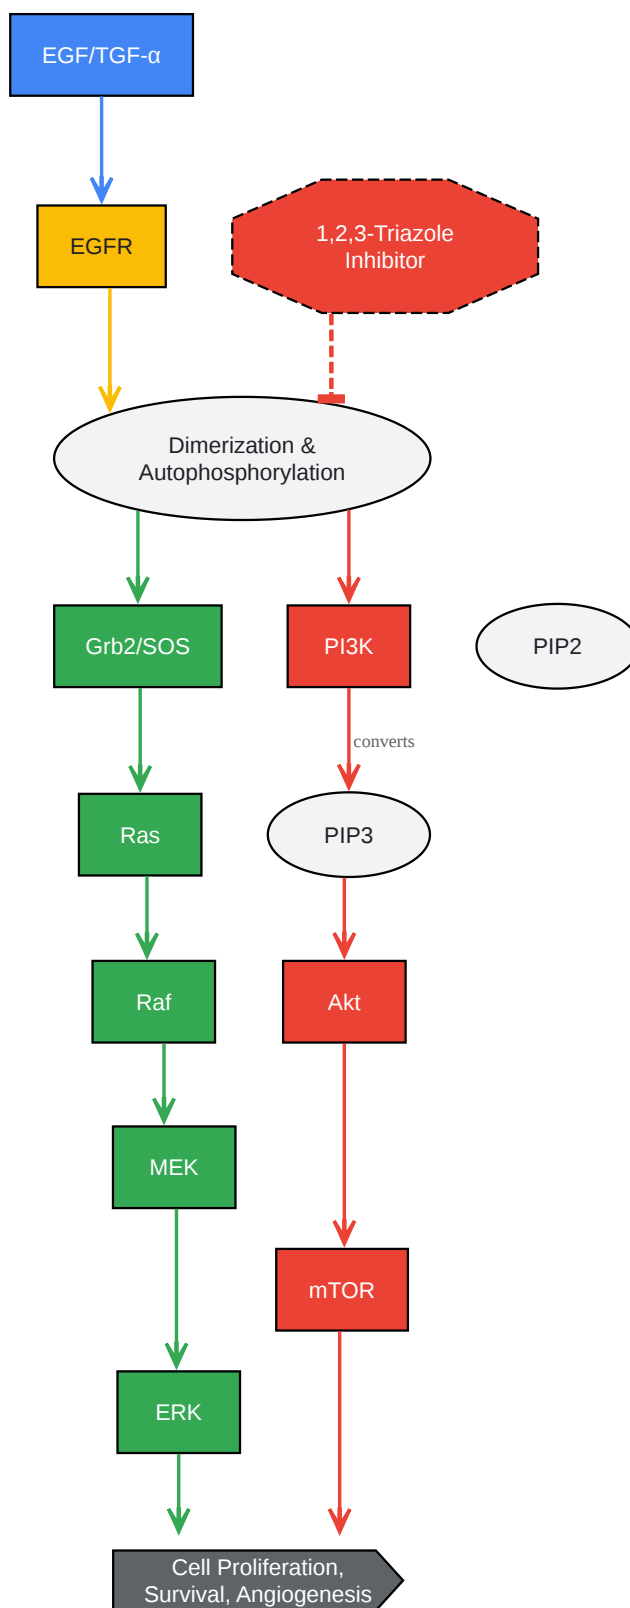 EGF/TGF-α
EGFR
1,2,3-Triazole
Inhibitor
Dimerization &
Autophosphorylation
Grb2/SOS
PI3K
PIP2
converts
Ras
PIP3
Raf
Akt
MEK
mTOR
ERK
Cell Proliferation,
Survival, Angiogenesis